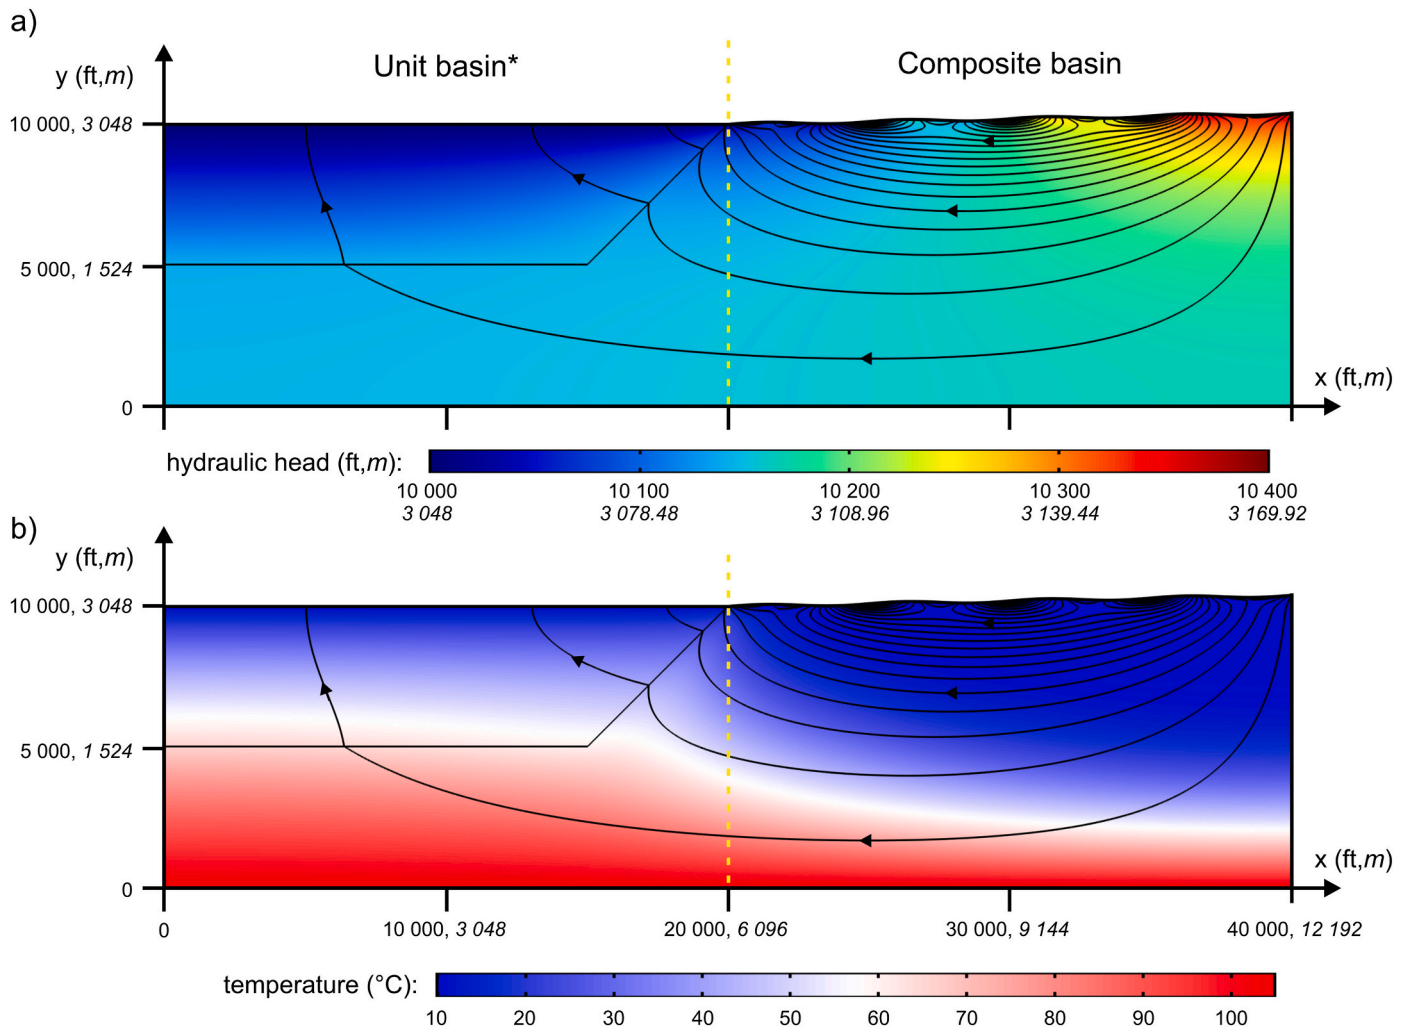 a)
Unit basin*
Composite basin
y (ft,m)
10 000, 3 048
5 000, 1 524
0
x (ft,m)
hydraulic head (ft,m):
10 000 10 100 10 200 10 300 10 400
3 048 3 078.48 3 108.96 3 139.44 3 169.92
b)
y (ft,m)
10 000, 3 048
5 000, 1 524
0
x (ft,m)
0 10 000, 3 048 20 000, 6 096 30 000, 9 144 40 000, 12 192
temperature (°C):
10 20 30 40 50 60 70 80 90 100